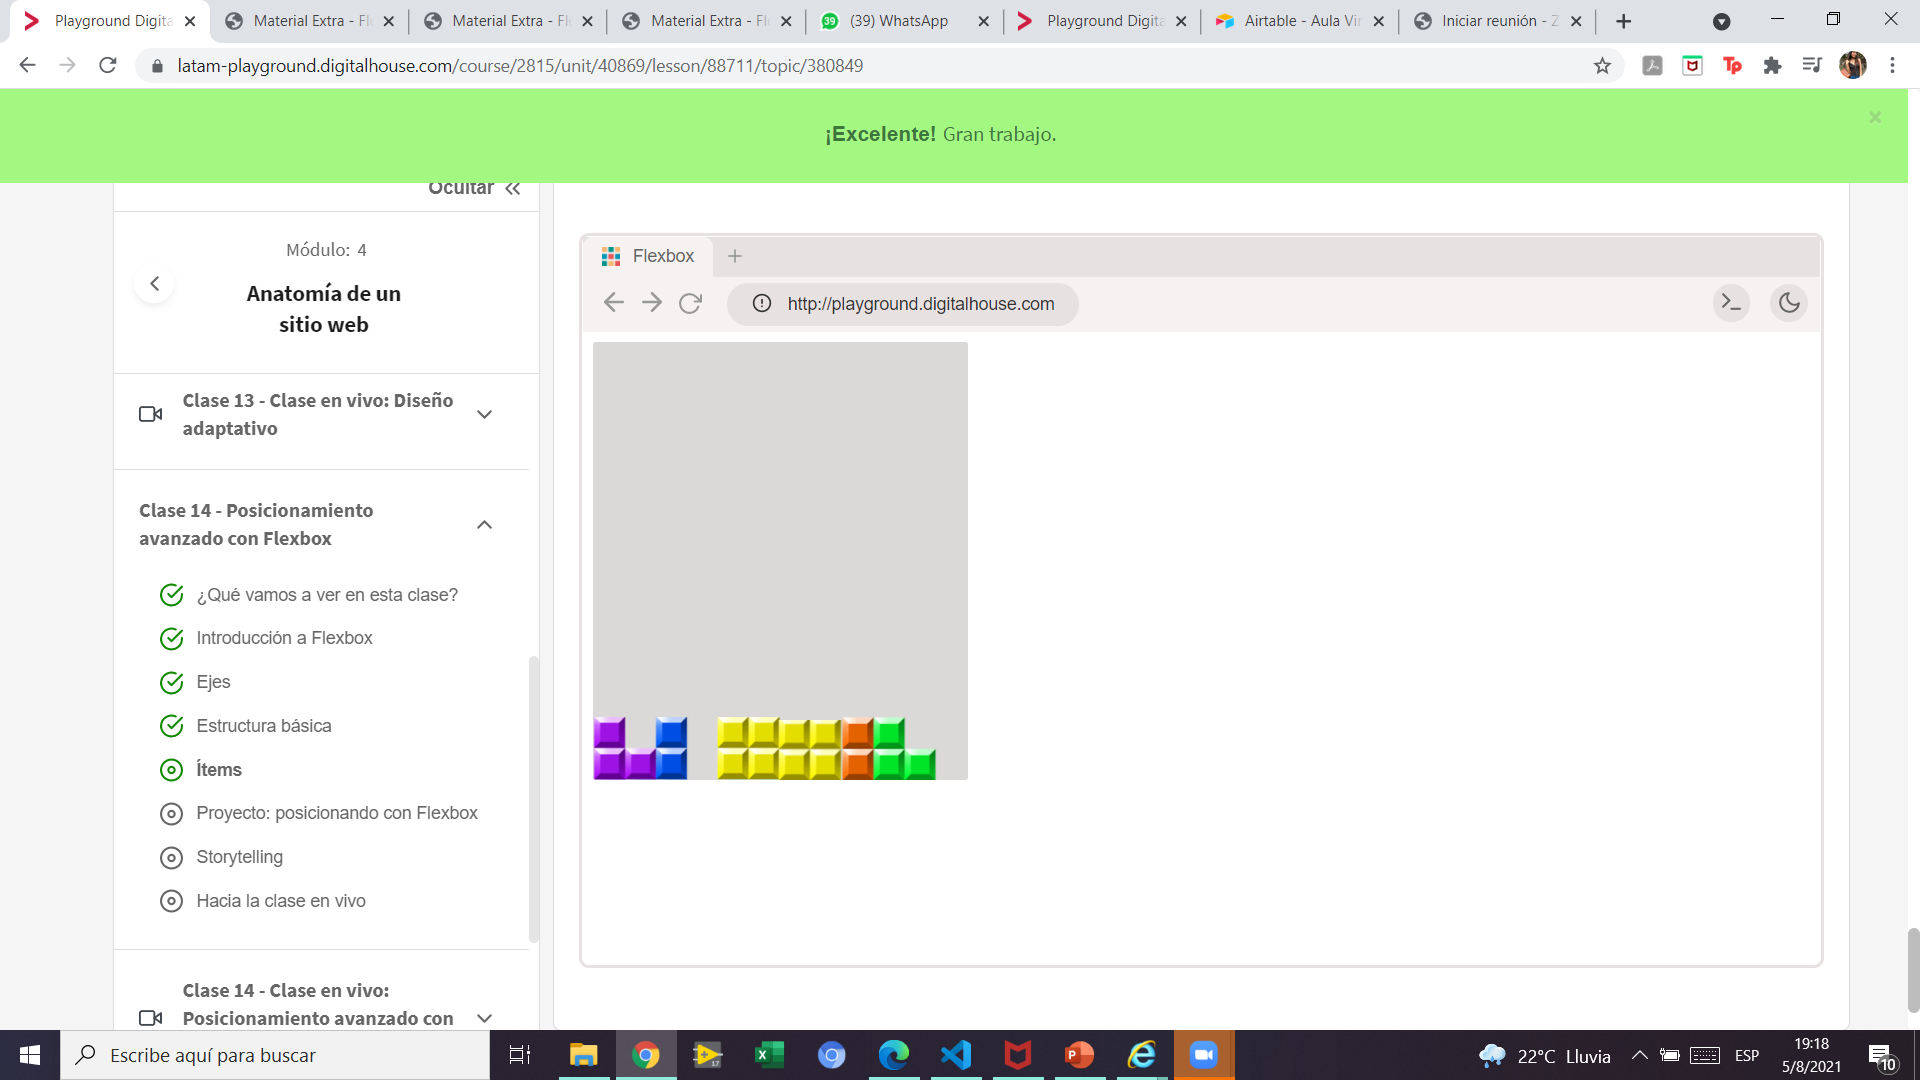 Playground Digita
Material Extra - Fl
Material Extra - Fl
Material Extra - Fl
39
(39) WhatsApp
Playground Digita
Airtable - Aula Vir
Iniciar reunión - Z
latam-playground.digitalhouse.com/course/2815/unit/40869/lesson/88711/topic/380849
Tp
¡Excelente! Gran trabajo.
Ocultar
Módulo: 4
Anatomía de un
sitio web
Clase 13 - Clase en vivo: Diseño
adaptativo
Clase 14 - Posicionamiento
avanzado con Flexbox
¿Qué vamos a ver en esta clase?
Introducción a Flexbox
Ejes
Estructura básica
Ítems
Proyecto: posicionando con Flexbox
Storytelling
Hacia la clase en vivo
Clase 14 - Clase en vivo:
Posicionamiento avanzado con
Flexbox
http://playground.digitalhouse.com
Escribe aquí para buscar
22°C Lluvia
ESP
19:18
5/8/2021
10